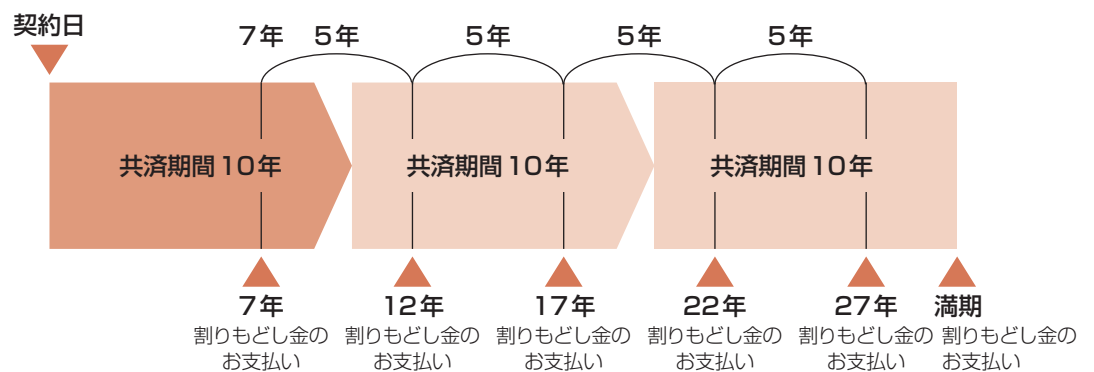 契約日
7年 5年 5年 5年 5年
共済期間10年 共済期間10年 共済期間10年
7年 12年 17年 22年 27年 満期
割りもどし金の 割りもどし金の 割りもどし金の 割りもどし金の 割りもどし金の 割りもどし金の
お支払い お支払い お支払い お支払い お支払い お支払い